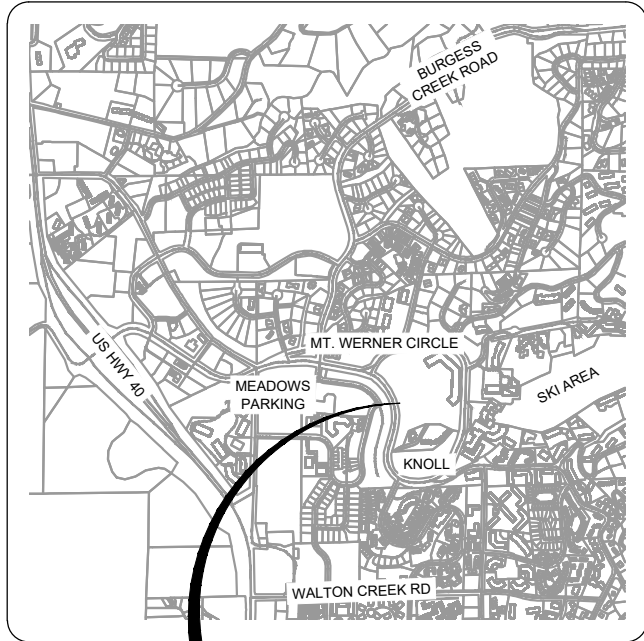 BURGESS
CREEK ROAD
US HWY 40
MT. WERNER CIRCLE
MEADOWS
PARKING
SKI AREA
KNOLL
WALTON CREEK RD